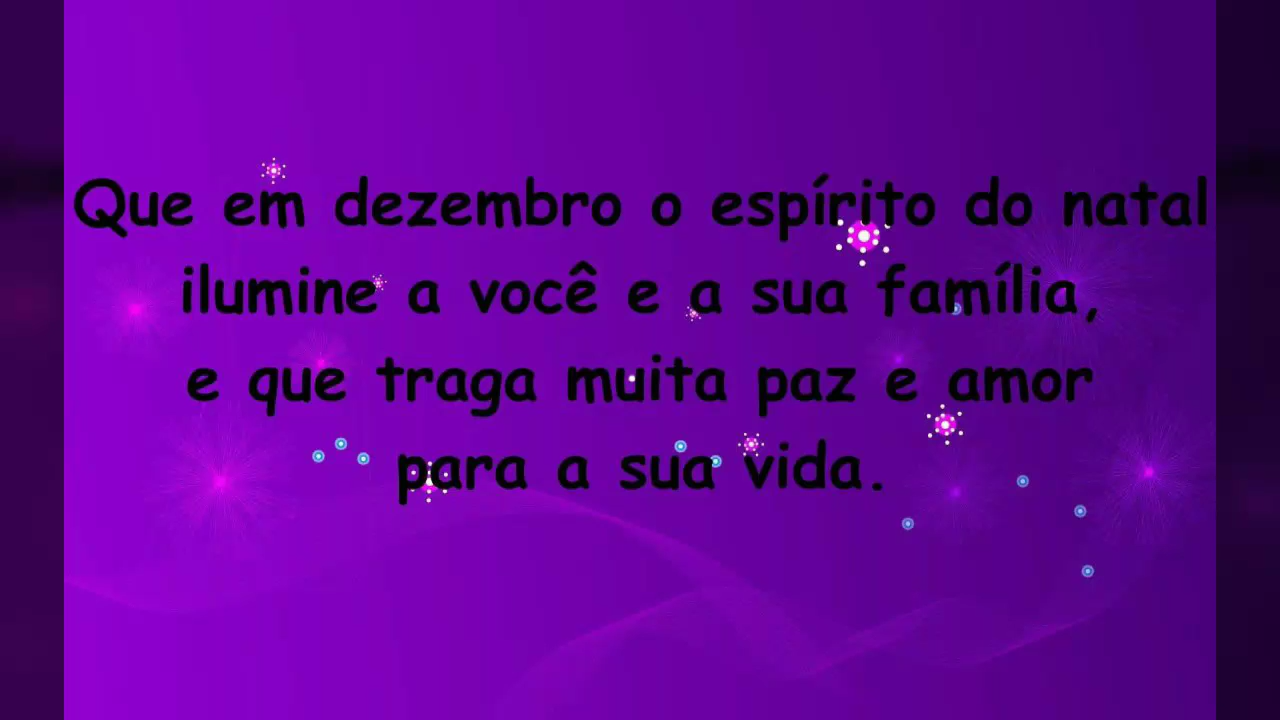 Que em dezembro o espírito do natal
ilumine a você e a sua família,
e que traga muita paz e amor
para a sua vida.